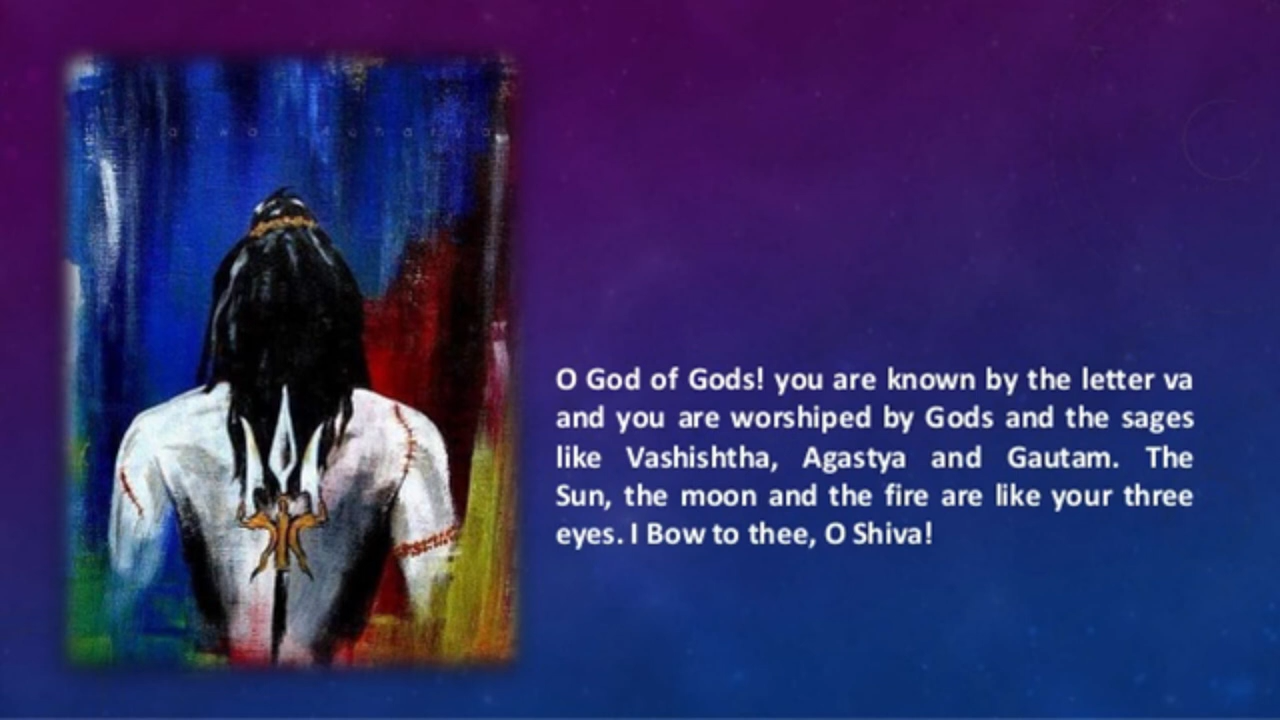 O God of Gods! you are known by the letter va
and you are worshiped by Gods and the sages
like Vashishtha, Agastya and Gautam. The
Sun, the moon and the fire are like your three
eyes. I Bow to thee, O Shiva!